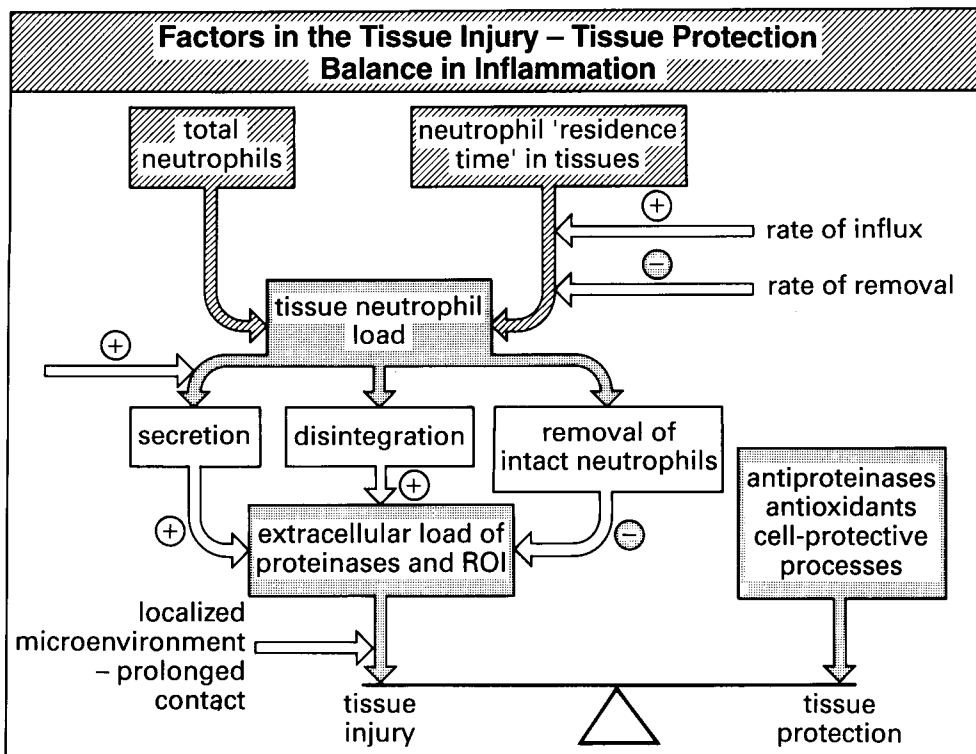 Factors in the Tissue Injury – Tissue Protection
Balance in Inflammation
total
neutrophils
neutrophil 'residence
time' in tissues
+
rate of influx
–
rate of removal
tissue neutrophil
load
+
secretion
disintegration
removal of
intact neutrophils
antiproteinases
antioxidants
cell-protective
processes
+
+
–
extracellular load of
proteinases and ROI
localized
microenvironment
– prolonged
contact
tissue
injury
tissue
protection